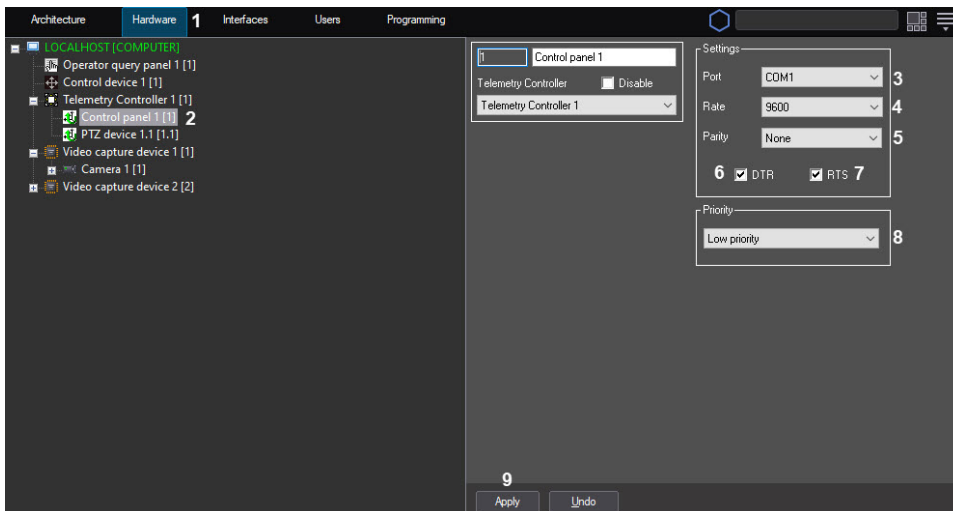 Architecture Hardware 1 Interfaces Users Programming
LOCALHOST [COMPUTER]
Operator query panel 1 [1]
Control device 1 [1]
Telemetry Controller 1 [1]
Control panel 1 [1] 2
PTZ device 1.1 [1.1]
Video capture device 1 [1]
Camera 1 [1]
Video capture device 2 [2]
1 Control panel 1
Telemetry Controller Disable
Telemetry Controller 1
Settings
Port COM1 3
Rate 9600 4
Parity None 5
6 DTR RTS 7
Priority
Low priority 8
9
Apply Undo